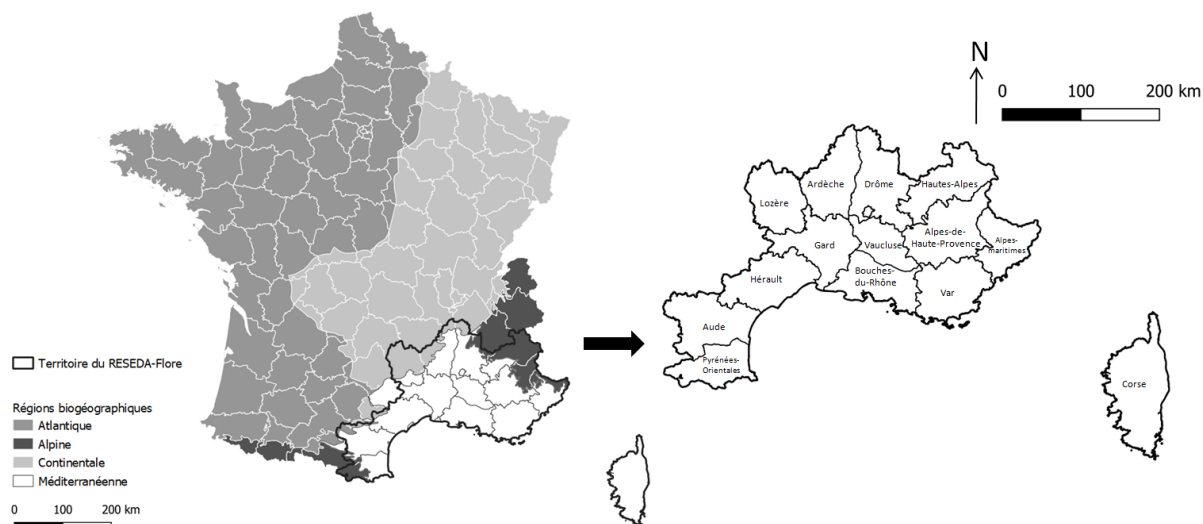 Territoire du RESEDA-Flore
Régions biogéographiques
Atlantique
Alpine
Continentale
Méditerranéenne
0 100 200 km
N
0 100 200 km
Ardèche
Drôme
Hautes-Alpes
Lozère
Gard
Vaucluse
Alpes-de-
Haute-Provence
Alpes-
maritimes
Hérault
Bouches-
du-Rhône
Var
Aude
Pyrénées-
Orientales
Corse